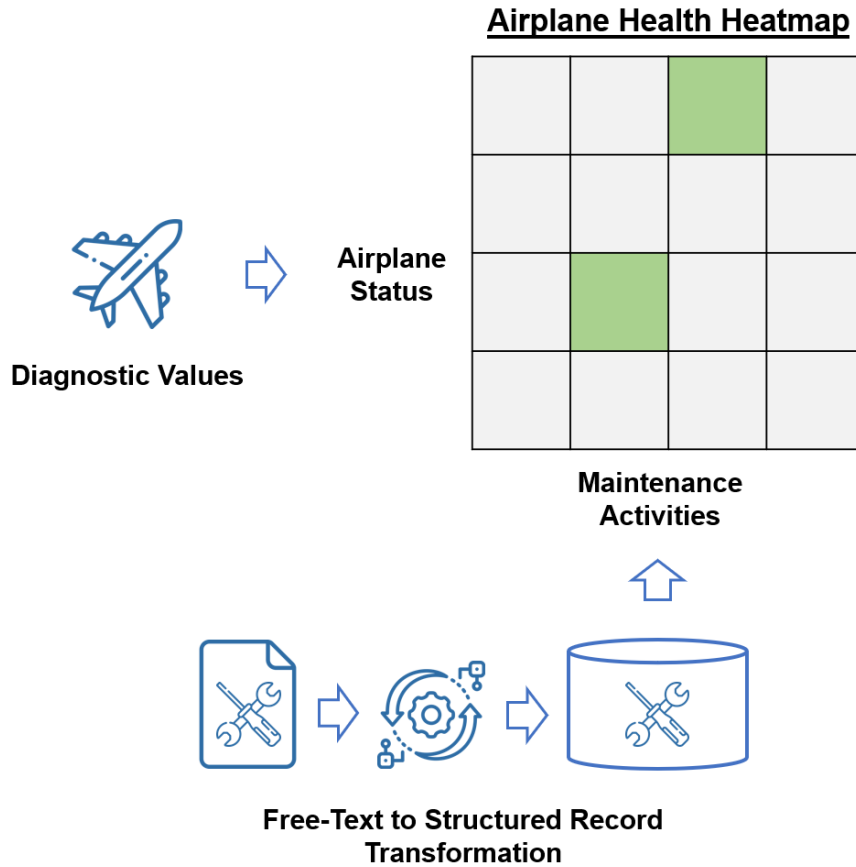 Airplane Health Heatmap
Airplane
Status
Diagnostic Values
Maintenance
Activities
Free-Text to Structured Record
Transformation